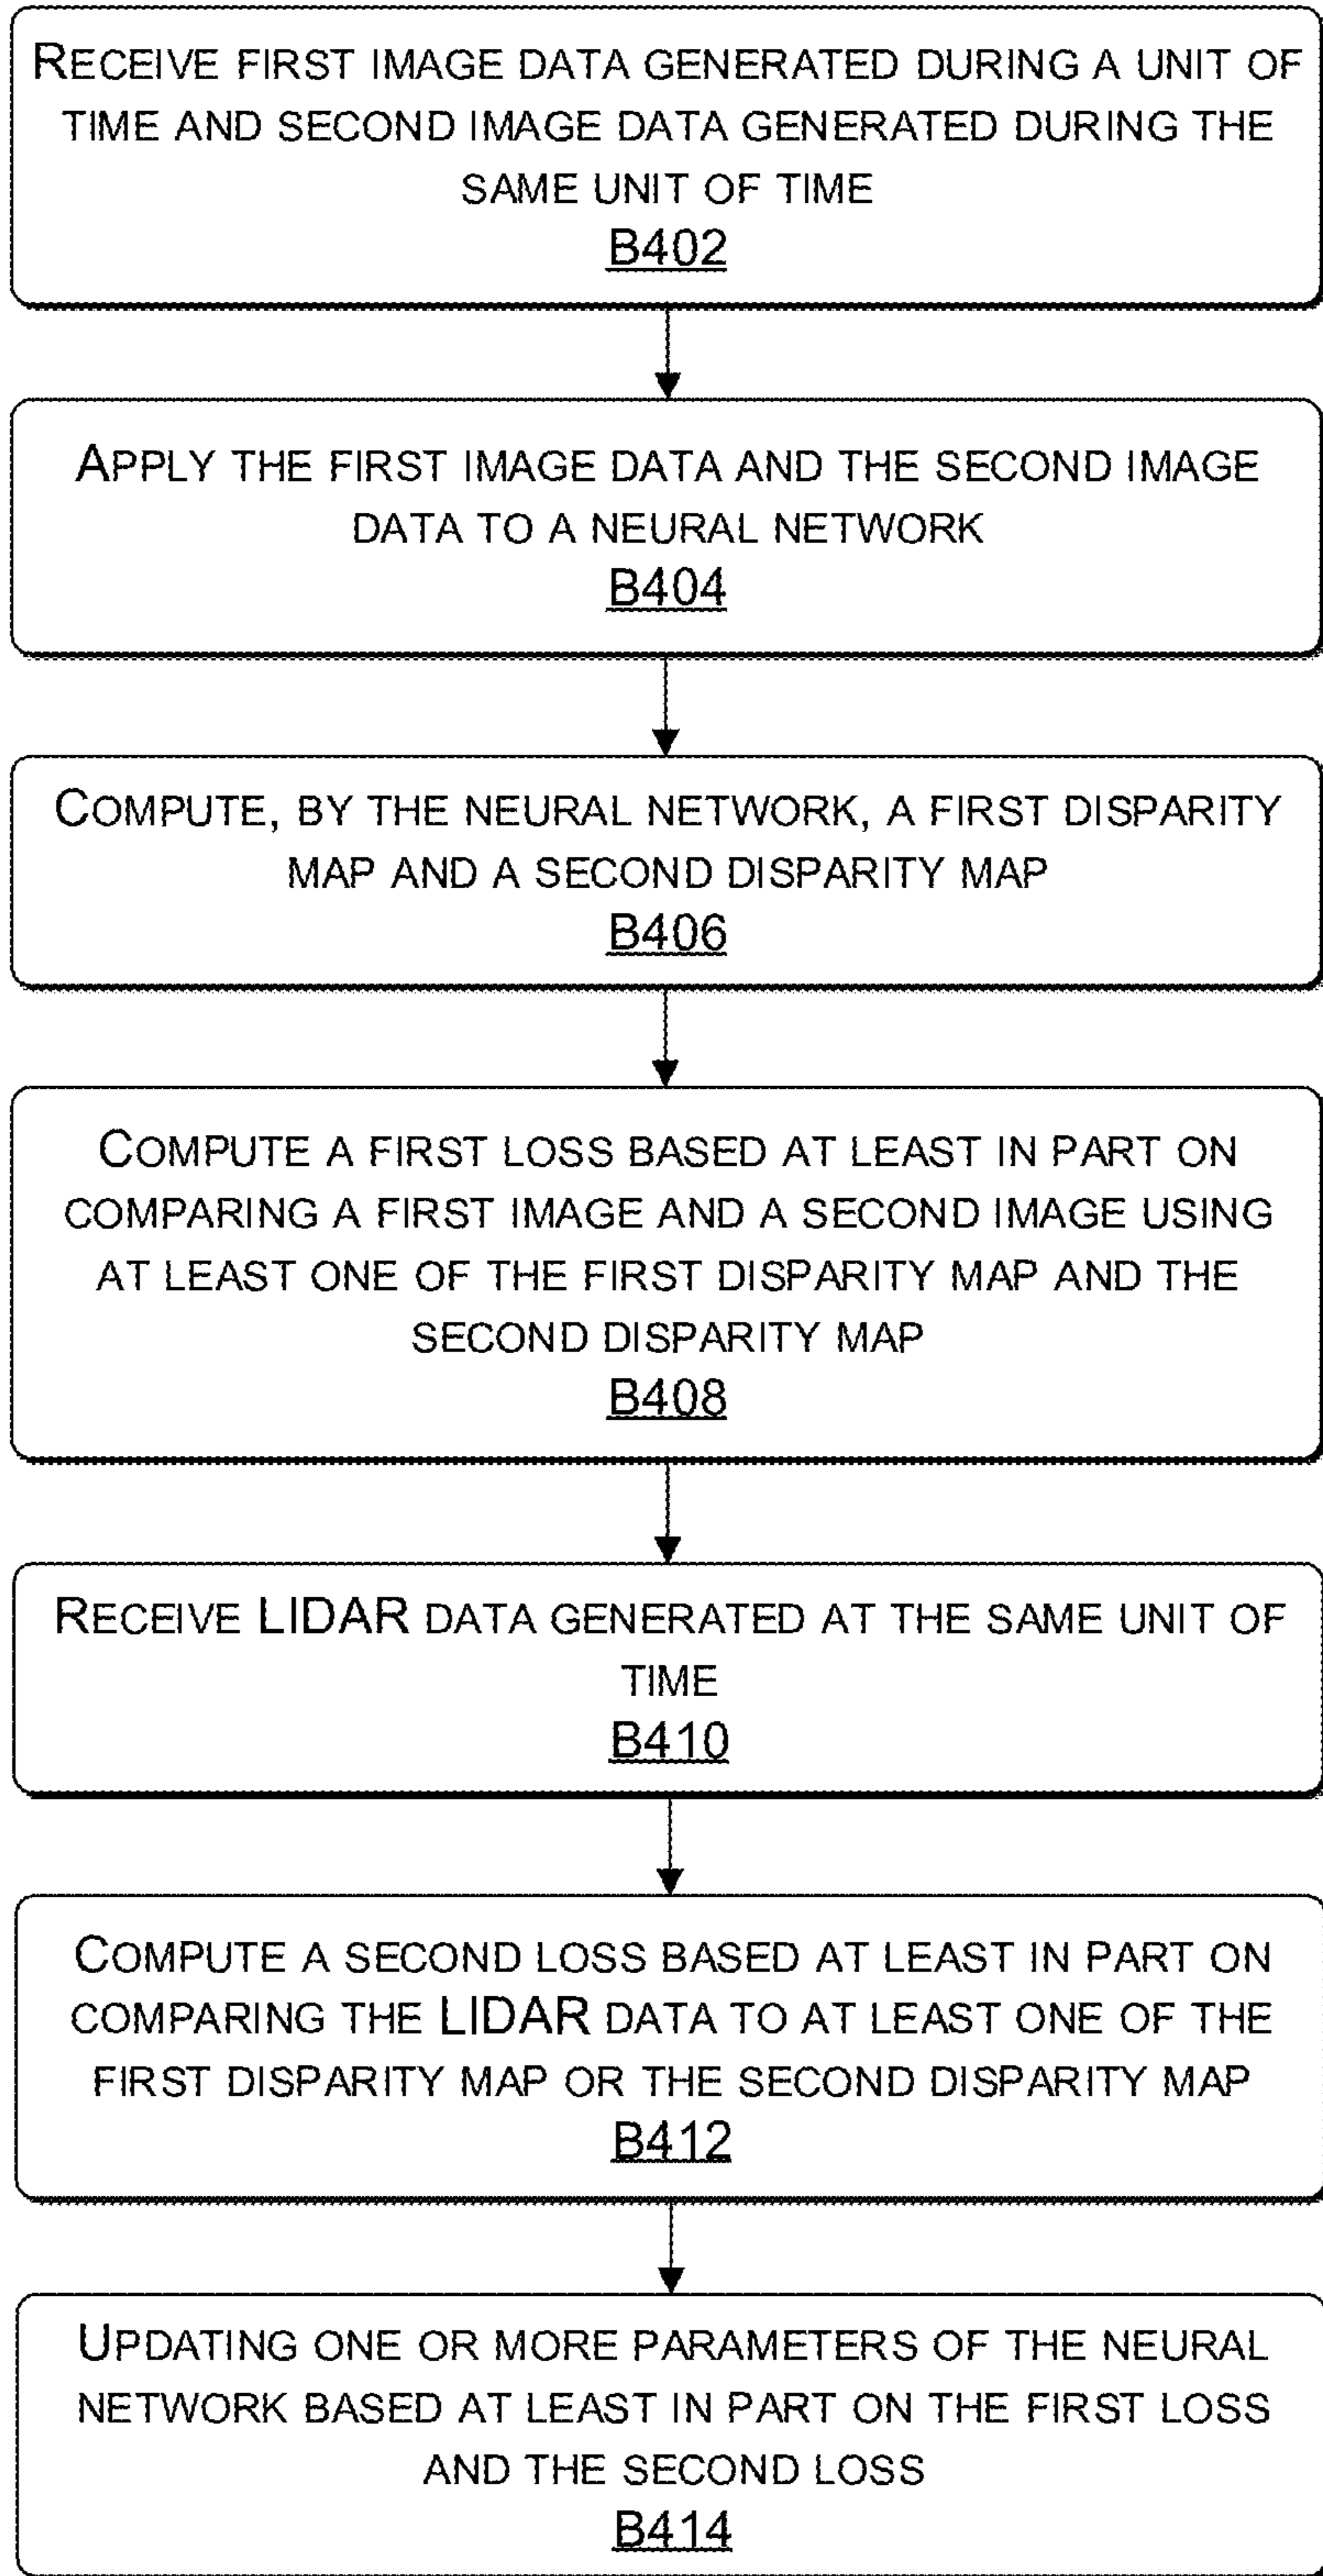 RECEIVE FIRST IMAGE DATA GENERATED DURING A UNIT OF
TIME AND SECOND IMAGE DATA GENERATED DURING THE
SAME UNIT OF TIME
B402
APPLY THE FIRST IMAGE DATA AND THE SECOND IMAGE
DATA TO A NEURAL NETWORK
B404
COMPUTE, BY THE NEURAL NETWORK, A FIRST DISPARITY
MAP AND A SECOND DISPARITY MAP
B406
COMPUTE A FIRST LOSS BASED AT LEAST IN PART ON
COMPARING A FIRST IMAGE AND A SECOND IMAGE USING
AT LEAST ONE OF THE FIRST DISPARITY MAP AND THE
SECOND DISPARITY MAP
B408
RECEIVE LIDAR DATA GENERATED AT THE SAME UNIT OF
TIME
B410
COMPUTE A SECOND LOSS BASED AT LEAST IN PART ON
COMPARING THE LIDAR DATA TO AT LEAST ONE OF THE
FIRST DISPARITY MAP OR THE SECOND DISPARITY MAP
B412
UPDATING ONE OR MORE PARAMETERS OF THE NEURAL
NETWORK BASED AT LEAST IN PART ON THE FIRST LOSS
AND THE SECOND LOSS
B414